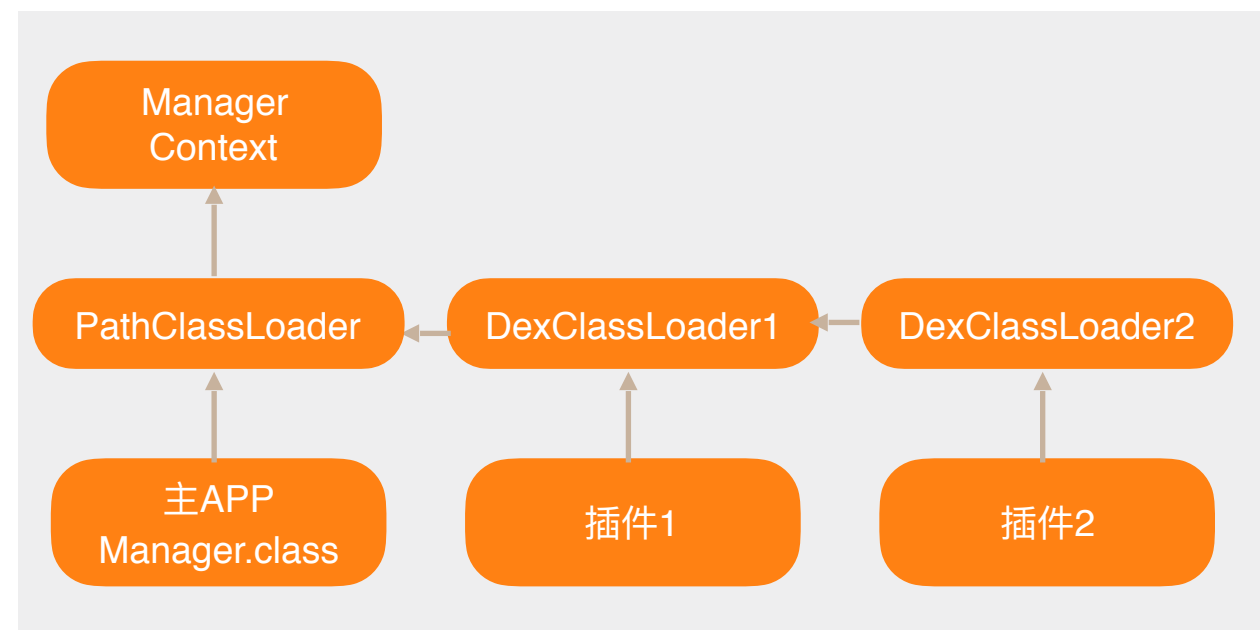 Manager
Context
PathClassLoader
DexClassLoader1
DexClassLoader2
主APP
Manager.class
插件1
插件2